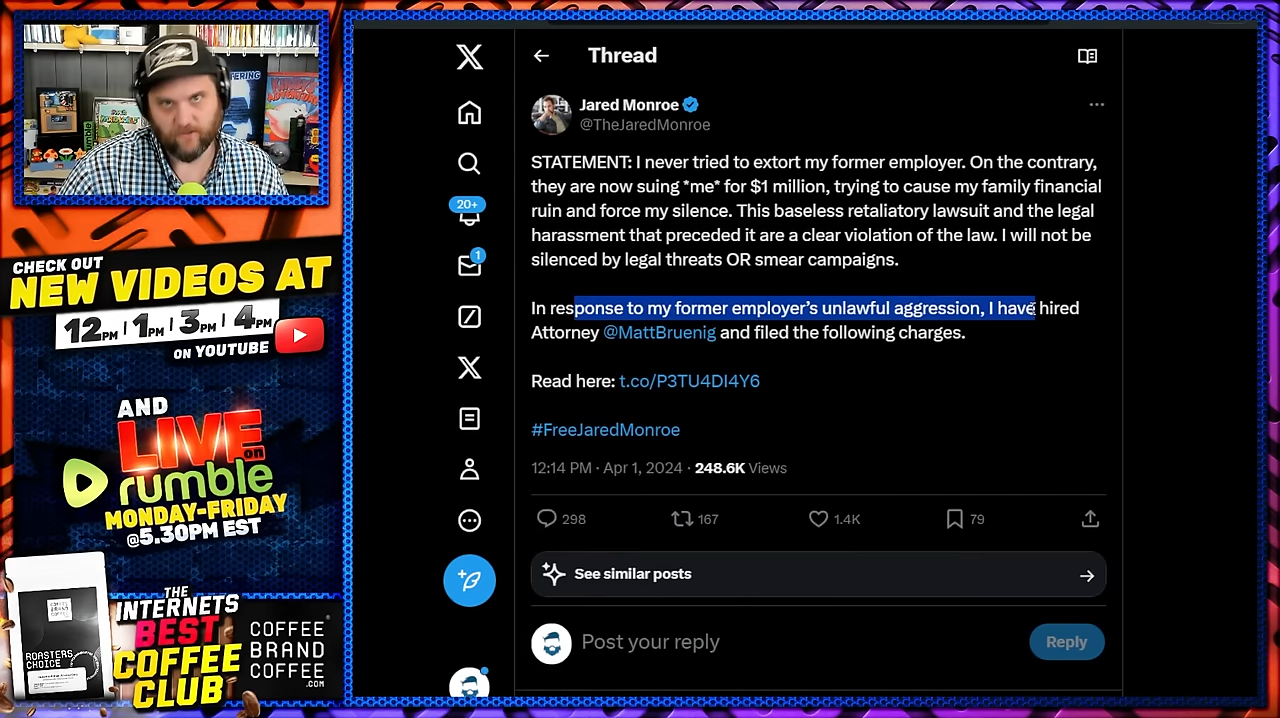 CHECK OUT
NEW VIDEOS AT
12PM | 1PM | 3PM | 4PM
ON YOUTUBE
AND
LIVE on
rumble
MONDAY-FRIDAY
@5.30PM EST
ROASTERS
CHOICE
THE
INTERNETS
BEST
COFFEE
CLUB
COFFEE
BRAND
COFFEE
.COM
Thread
Jared Monroe
@TheJaredMonroe
STATEMENT: I never tried to extort my former employer. On the contrary,
they are now suing *me* for $1 million, trying to cause my family financial
ruin and force my silence. This baseless retaliatory lawsuit and the legal
harassment that preceded it are a clear violation of the law. I will not be
silenced by legal threats OR smear campaigns.
In response to my former employer’s unlawful aggression, I have hired
Attorney @MattBruenig and filed the following charges.
Read here: t.co/P3TU4DI4Y6
#FreeJaredMonroe
12:14 PM · Apr 1, 2024 · 248.6K Views
298 167 1.4K 79
See similar posts
Post your reply
Reply
20+
1